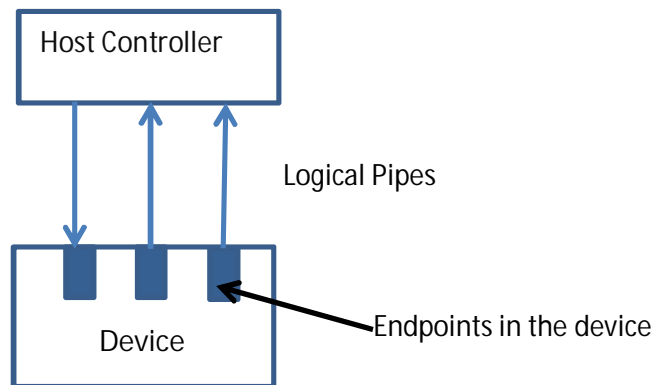 Host Controller
Logical Pipes
Endpoints in the device
Device